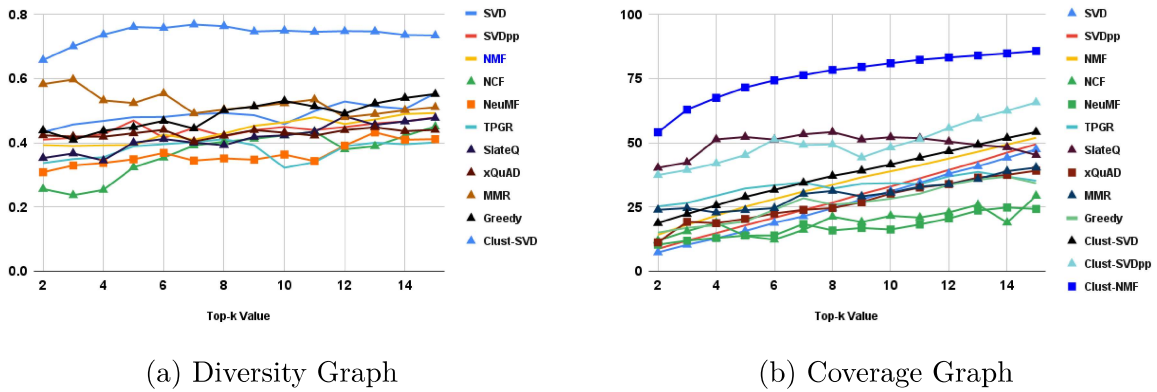 0.8
0.6
0.4
0.2
0.0
2 4 6 8 10 12 14
Top-k Value
SVD
SVDpp
NMF
NCF
NeuMF
TPGR
SlateQ
xQuAD
MMR
Greedy
Clust-SVD
(a) Diversity Graph
100
75
50
25
0
2 4 6 8 10 12 14
Top-k Value
SVD
SVDpp
NMF
NCF
NeuMF
TPGR
SlateQ
xQuAD
MMR
Greedy
Clust-SVD
Clust-SVDpp
Clust-NMF
(b) Coverage Graph